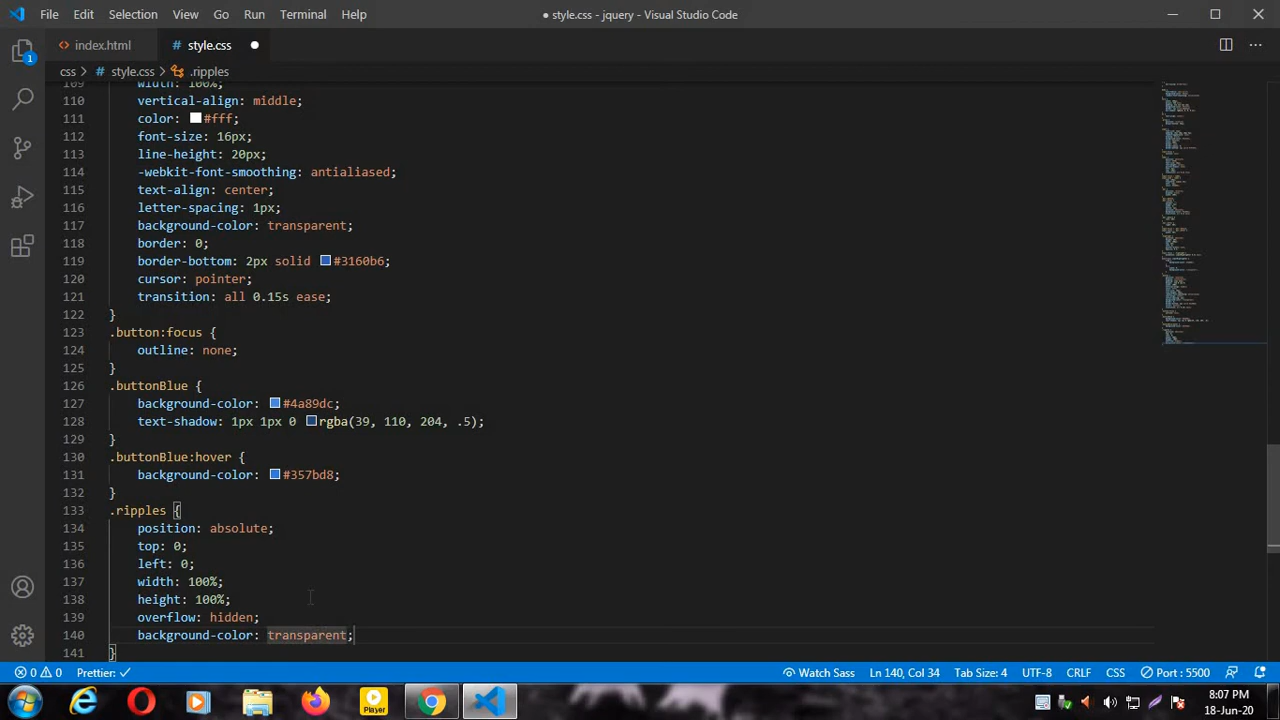 File Edit Selection View Go Run Terminal Help
● style.css - jquery - Visual Studio Code
index.html
# style.css
css > # style.css > .ripples
109 width: 100%;
110 vertical-align: middle;
111 color: #fff;
112 font-size: 16px;
113 line-height: 20px;
114 -webkit-font-smoothing: antialiased;
115 text-align: center;
116 letter-spacing: 1px;
117 background-color: transparent;
118 border: 0;
119 border-bottom: 2px solid #3160b6;
120 cursor: pointer;
121 transition: all 0.15s ease;
122 }
123 .button:focus {
124 outline: none;
125 }
126 .buttonBlue {
127 background-color: #4a89dc;
128 text-shadow: 1px 1px 0 rgba(39, 110, 204, .5);
129 }
130 .buttonBlue:hover {
131 background-color: #357bd8;
132 }
133 .ripples {
134 position: absolute;
135 top: 0;
136 left: 0;
137 width: 100%;
138 height: 100%;
139 overflow: hidden;
140 background-color: transparent;
141 }
1
0 0 Prettier: ✓ Watch Sass Ln 140, Col 34 Tab Size: 4 UTF-8 CRLF CSS Port : 5500
Player
8:07 PM
18-Jun-20